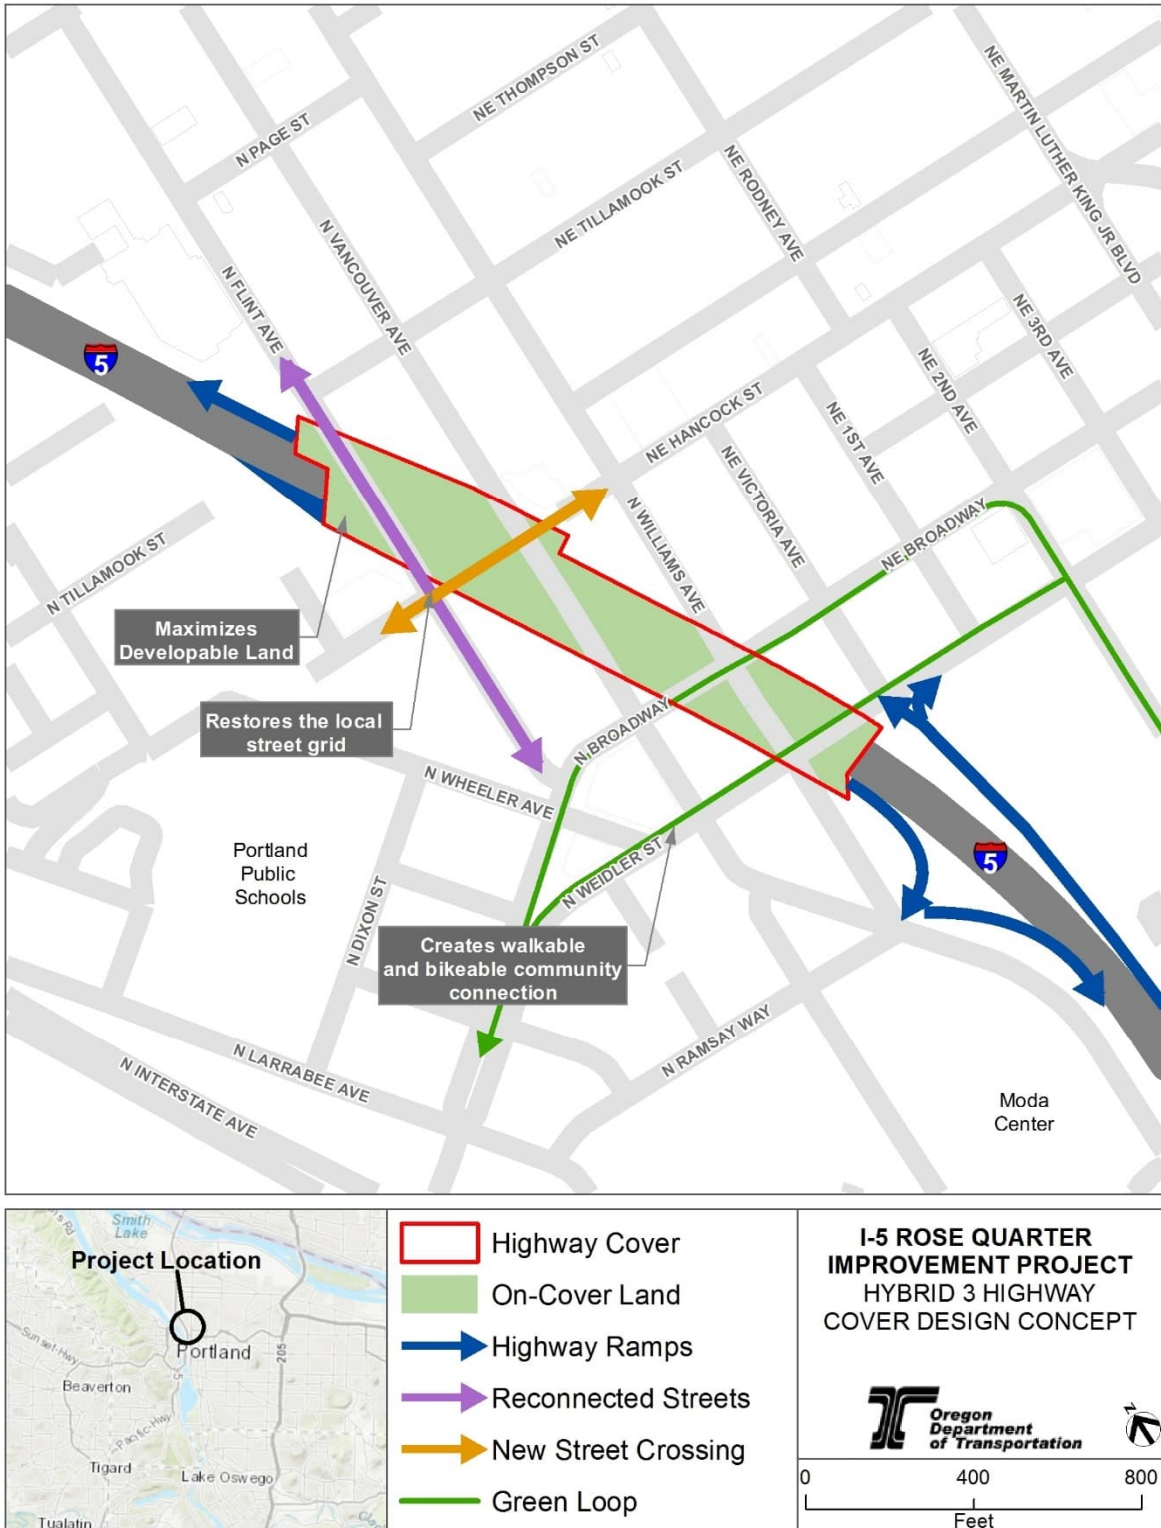 NE THOMPSON ST
NE MARTIN LUTHER KING JR BLVD
N PAGE ST
NE RODNEY AVE
NE TILLAMOOK ST
N VANCOUVER AVE
N FLINT AVE
NE 3RD AVE
5
NE 2ND AVE
NE HANCOCK ST
NE 1ST AVE
NE VICTORIA AVE
N WILLIAMS AVE
NE BROADWAY
N TILLAMOOK ST
Maximizes
Developable Land
Restores the local
street grid
N BROADWAY
N WHEELER AVE
Portland
Public
Schools
N WEIDLER ST
5
N DIXON ST
Creates walkable
and bikeable community
connection
N RAMSAY WAY
N LARRABEE AVE
N INTERSTATE AVE
Moda
Center
Smith
Lake
Project Location
Portland
Sunset-Hwy
205
5
Beaverton
Pacific-Hwy
Tigard
Lake Oswego
Tualatin
Highway Cover
On-Cover Land
Highway Ramps
Reconnected Streets
New Street Crossing
Green Loop
I-5 ROSE QUARTER
IMPROVEMENT PROJECT
HYBRID 3 HIGHWAY
COVER DESIGN CONCEPT
Oregon
Department
of Transportation
N
0 400 800
Feet